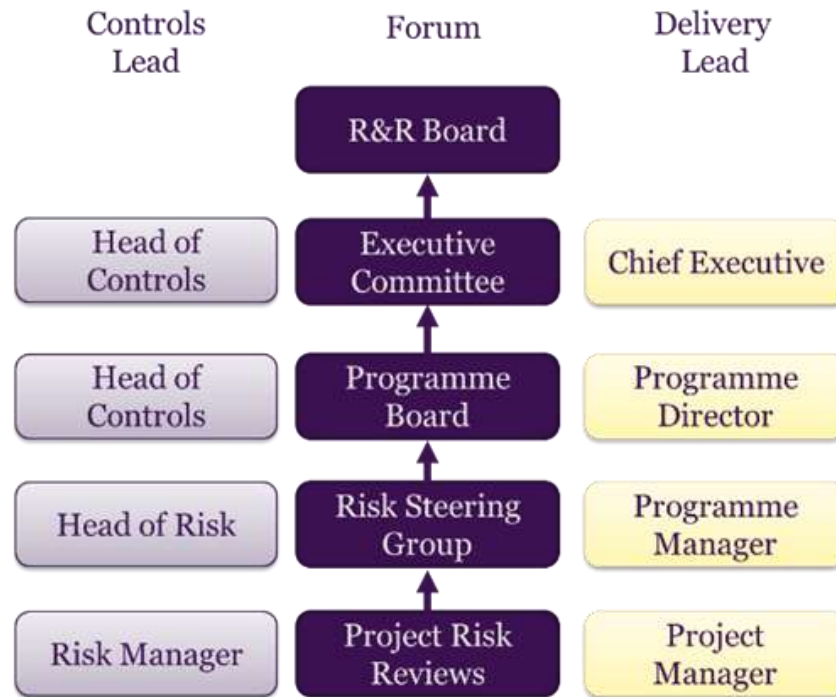 Controls
Lead
Forum
Delivery
Lead
R&R Board
Head of
Controls
Executive
Committee
Chief Executive
Head of
Controls
Programme
Board
Programme
Director
Head of Risk
Risk Steering
Group
Programme
Manager
Risk Manager
Project Risk
Reviews
Project
Manager